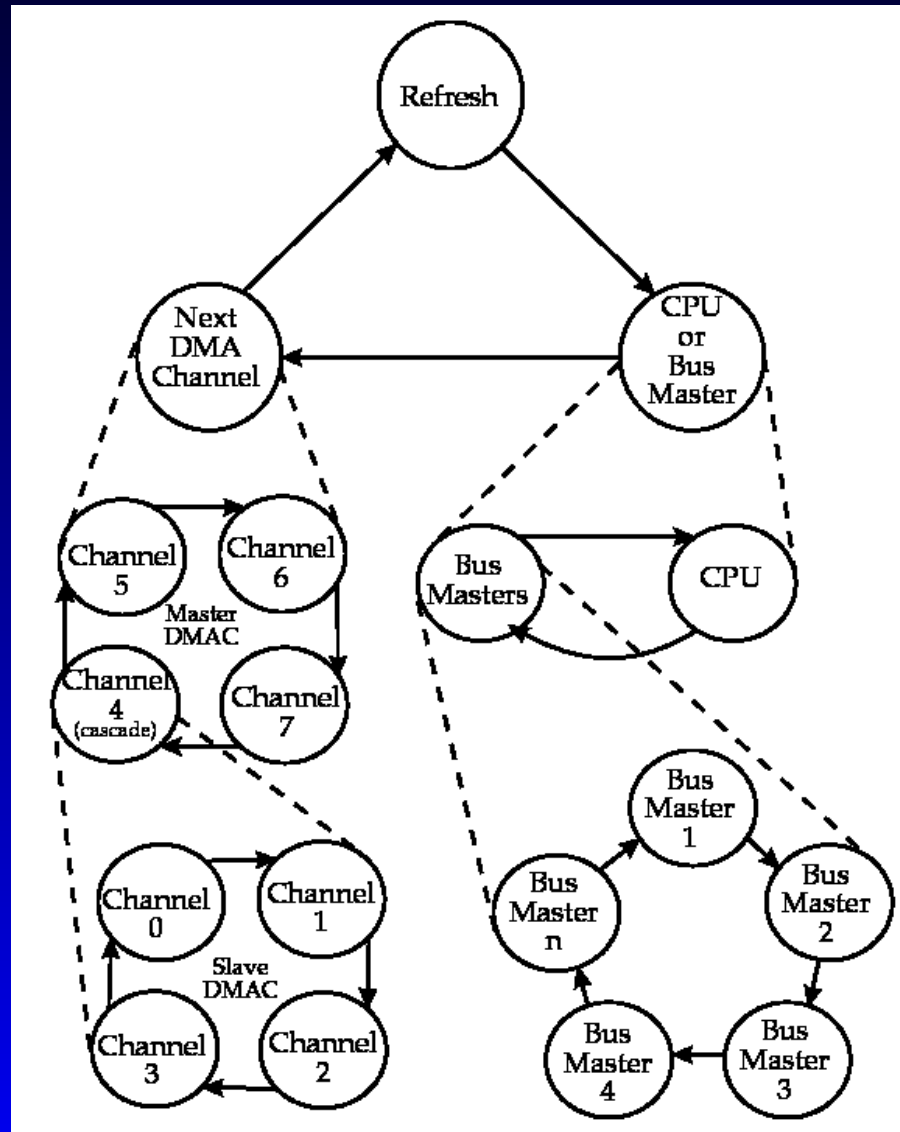 Refresh
Next
DMA
Channel
CPU
or
Bus
Master
Channel
5
Channel
6
Master
DMAC
Channel
4
(cascade)
Channel
7
Bus
Masters
CPU
Channel
0
Channel
1
Slave
DMAC
Channel
3
Channel
2
Bus
Master
1
Bus
Master
n
Bus
Master
2
Bus
Master
4
Bus
Master
3